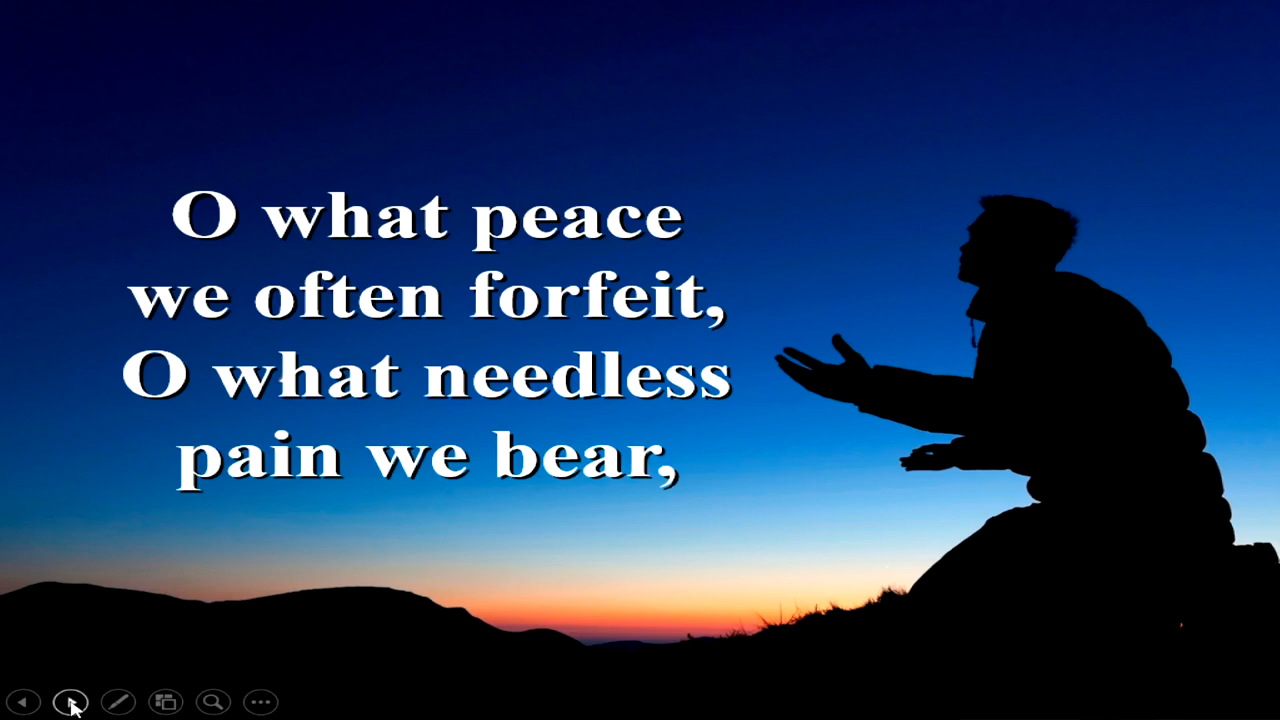 O what peace
we often forfeit,
O what needless
pain we bear,